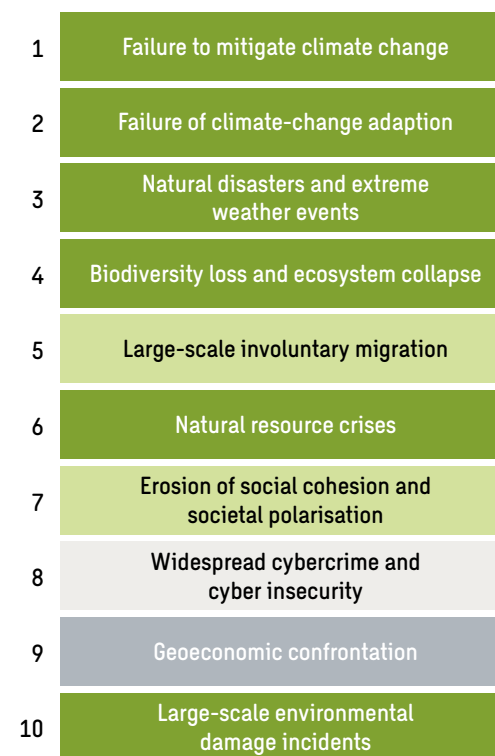 1 Failure to mitigate climate change
2 Failure of climate-change adaption
3 Natural disasters and extreme
weather events
4 Biodiversity loss and ecosystem collapse
5 Large-scale involuntary migration
6 Natural resource crises
7 Erosion of social cohesion and
societal polarisation
8 Widespread cybercrime and
cyber insecurity
9 Geoeconomic confrontation
10 Large-scale environmental
damage incidents